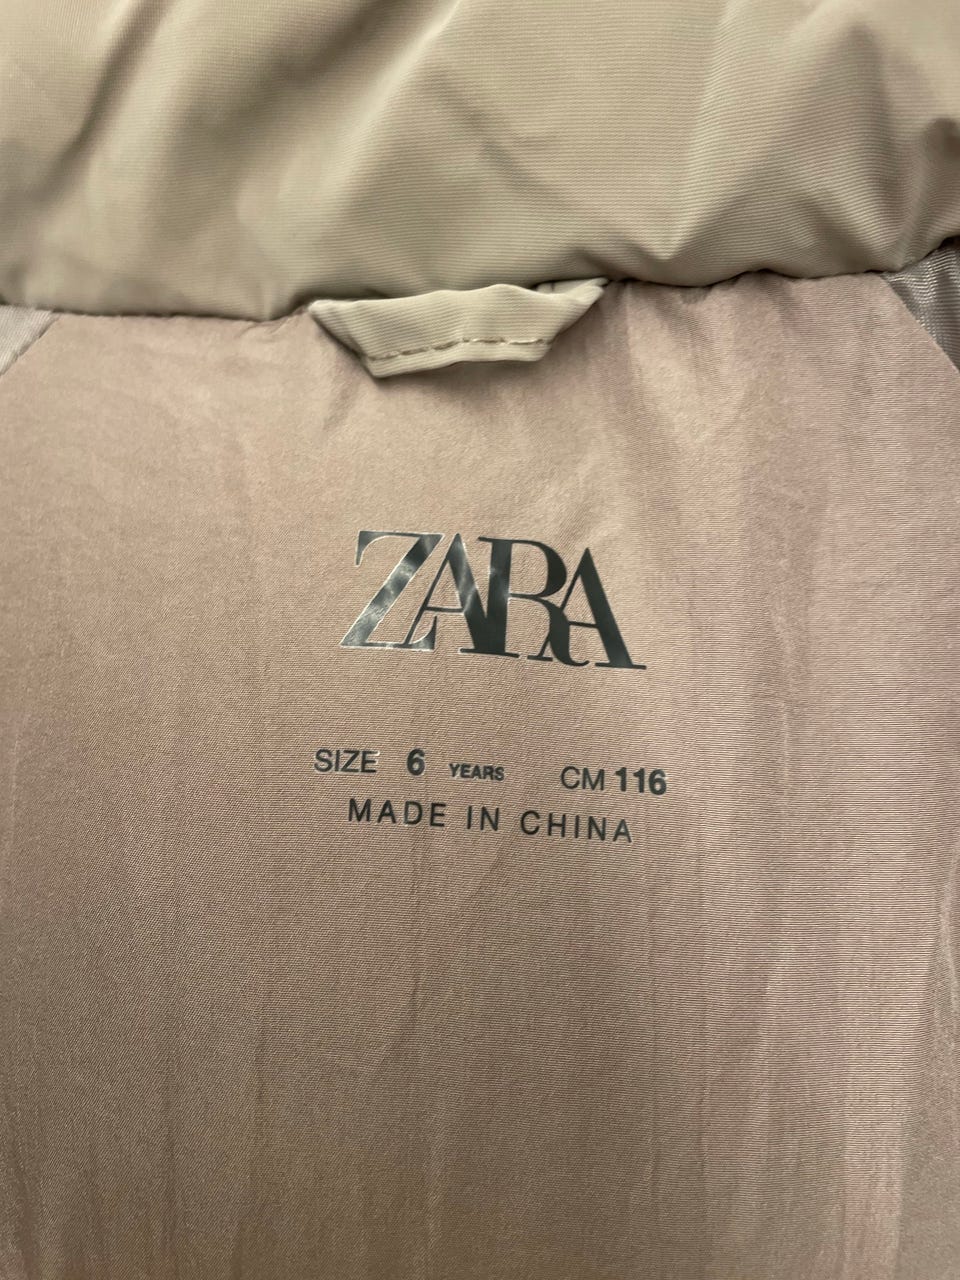 ZARA
SIZE 6 YEARS CM 116
MADE IN CHINA